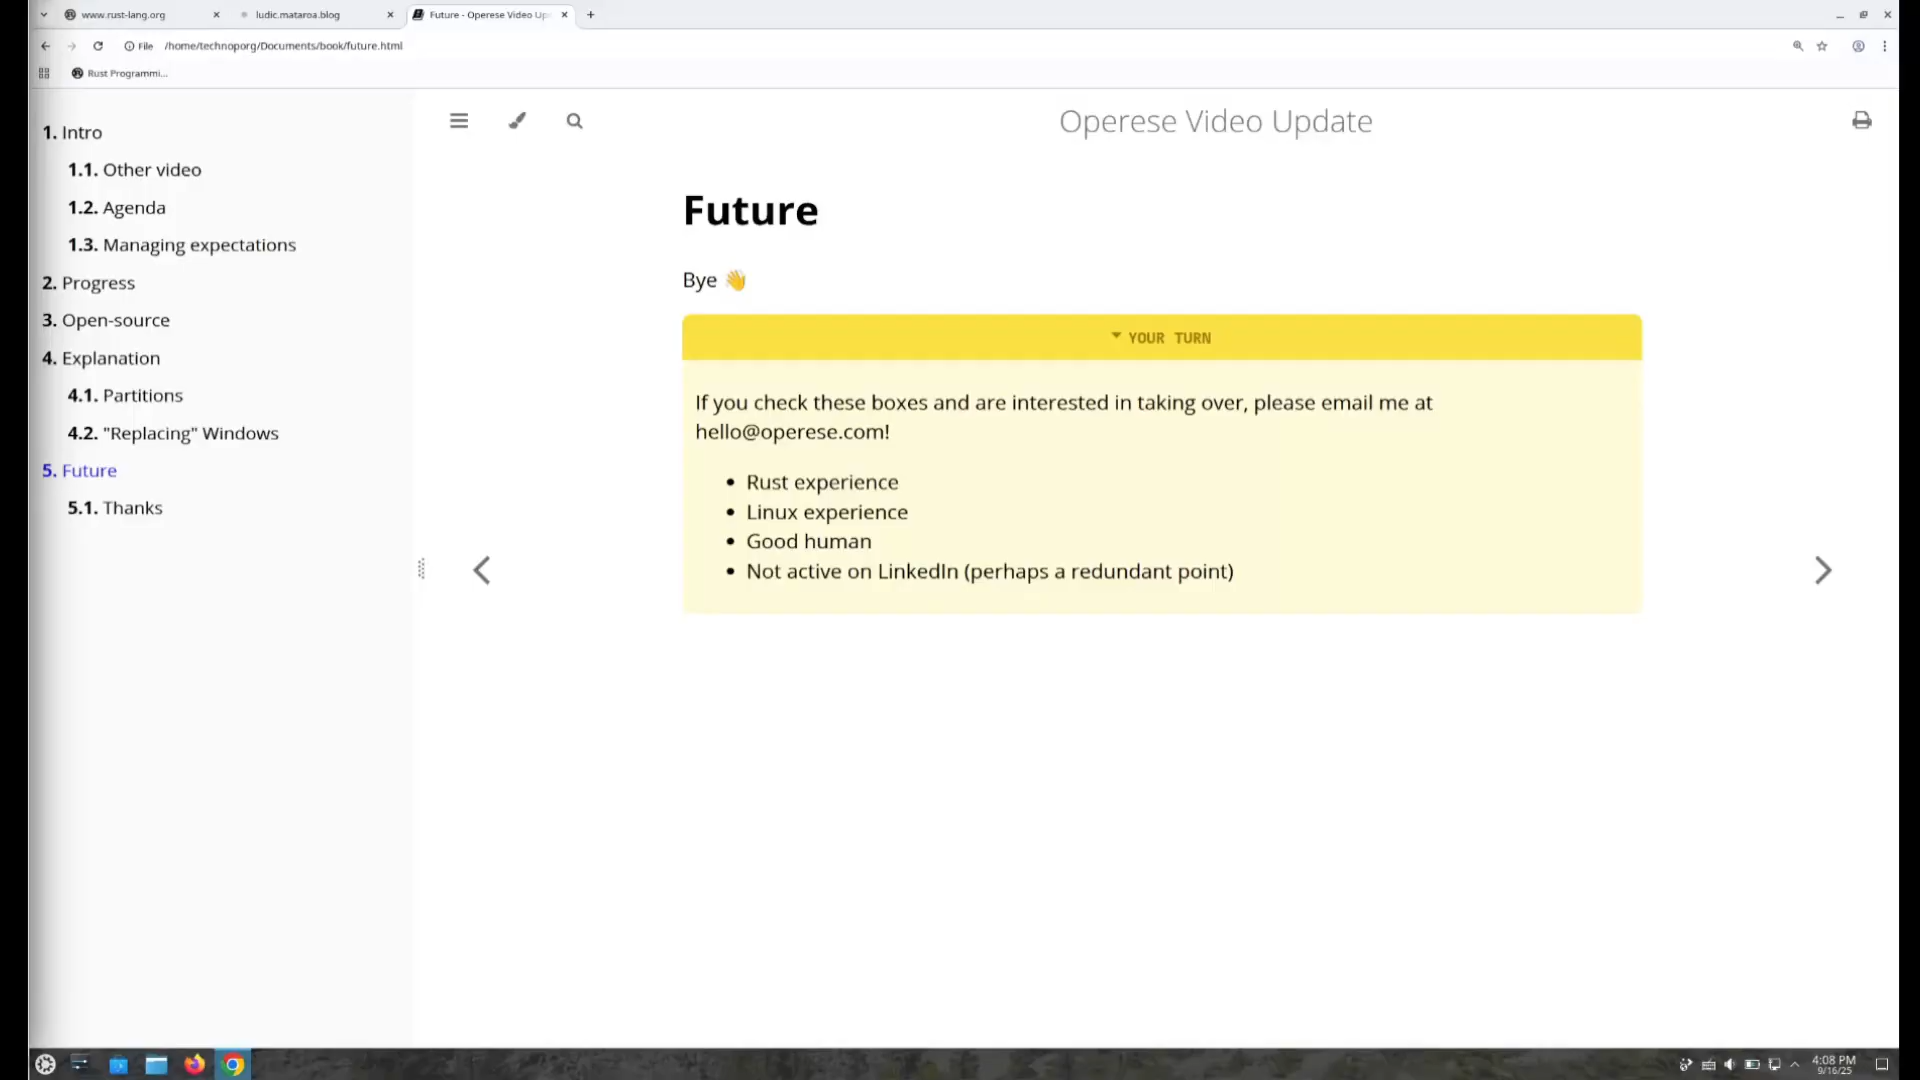 www.rust-lang.org
ludic.mataroa.blog
Future - Operese Video Up
File /home/technoporg/Documents/book/future.html
Rust Programmi...
1. Intro
1.1. Other video
1.2. Agenda
1.3. Managing expectations
2. Progress
3. Open-source
4. Explanation
4.1. Partitions
4.2. "Replacing" Windows
5. Future
5.1. Thanks
Operese Video Update
Future
Bye 👋
YOUR TURN
If you check these boxes and are interested in taking over, please email me at
hello@operese.com!
• Rust experience
• Linux experience
• Good human
• Not active on LinkedIn (perhaps a redundant point)
4:08 PM
9/16/25